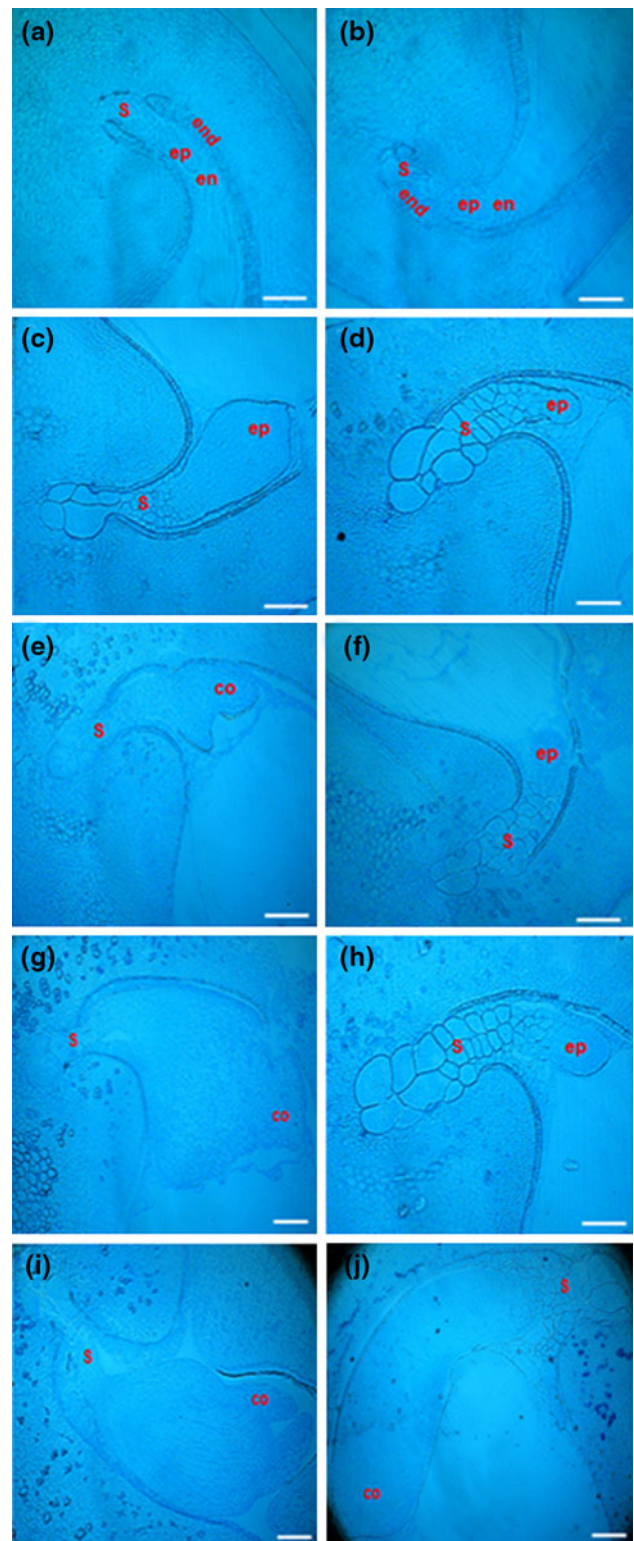 (a)
S
end
ep
en
(b)
S
end
ep en
(c)
ep
S
(d)
ep
S
(e)
co
S
(f)
ep
S
(g)
S
co
(h)
S
ep
(i)
S
co
(j)
S
co